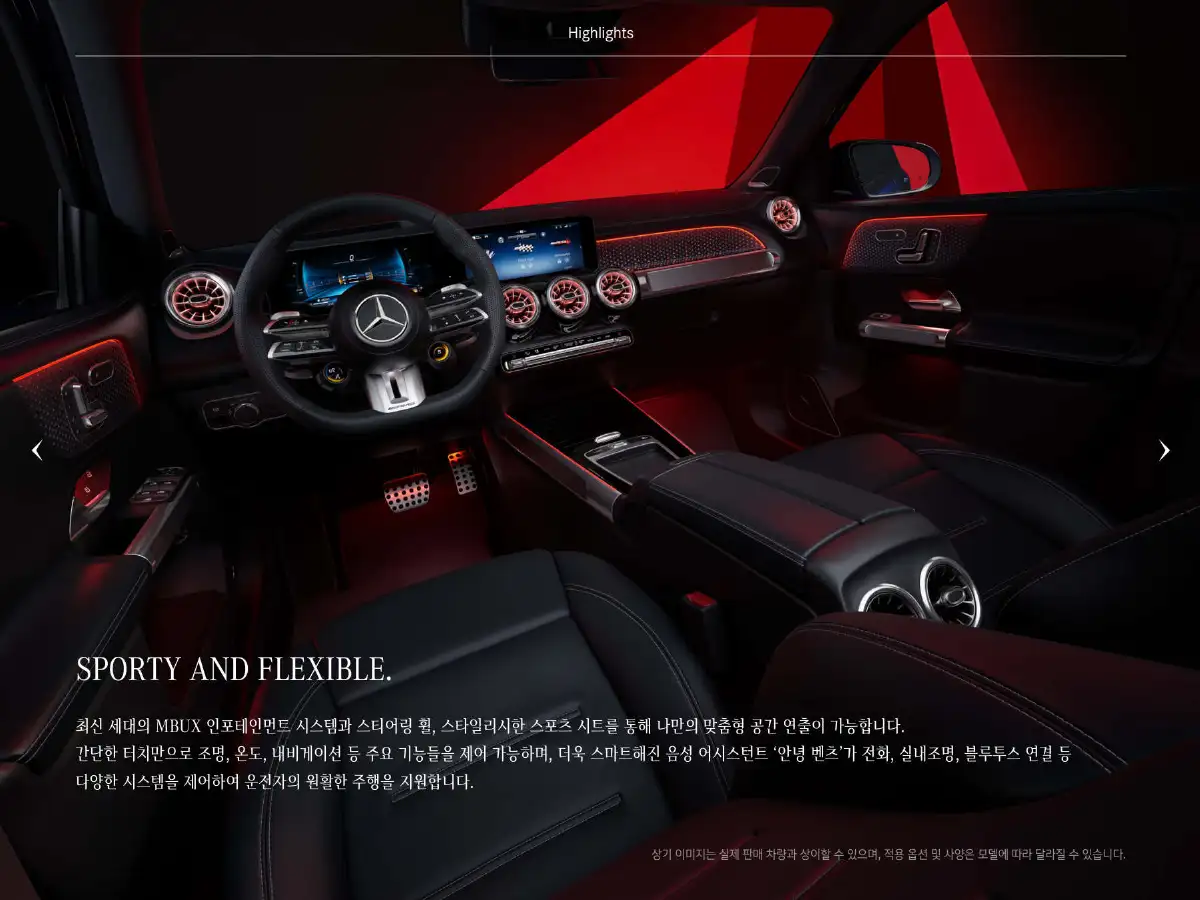 Highlights
SPORTY AND FLEXIBLE.
최신 세대의 MBUX 인포테인먼트 시스템과 스티어링 휠, 스타일리시한 스포츠 시트를 통해 나만의 맞춤형 공간 연출이 가능합니다.
간단한 터치만으로 조명, 온도, 내비게이션 등 주요 기능들을 제어 가능하며, 더욱 스마트해진 음성 어시스턴트 ‘안녕 벤츠’가 전화, 실내조명, 블루투스 연결 등
다양한 시스템을 제어하여 운전자의 원활한 주행을 지원합니다.
상기 이미지는 실제 판매 차량과 상이할 수 있으며, 적용 옵션 및 사양은 모델에 따라 달라질 수 있습니다.